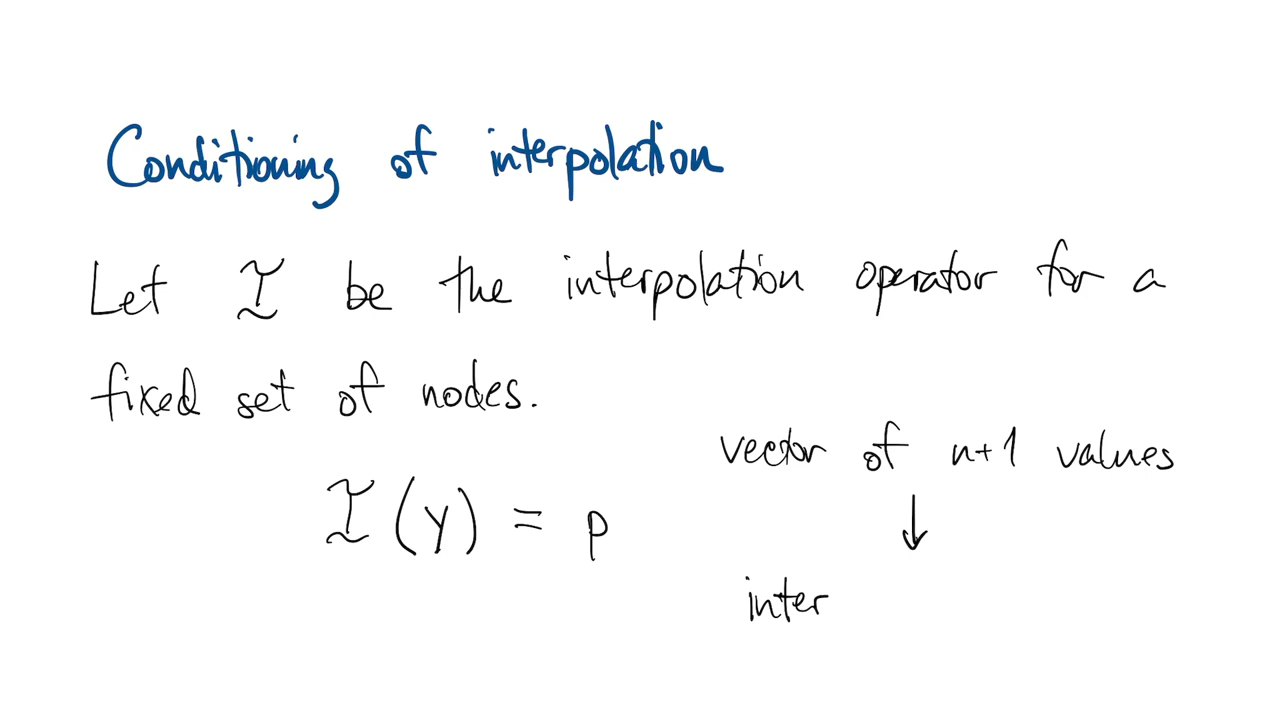 Conditioning of interpolation
Let I be the interpolation operator for a
fixed set of nodes.
vector of n+1 values
I(y) = p
↓
inter